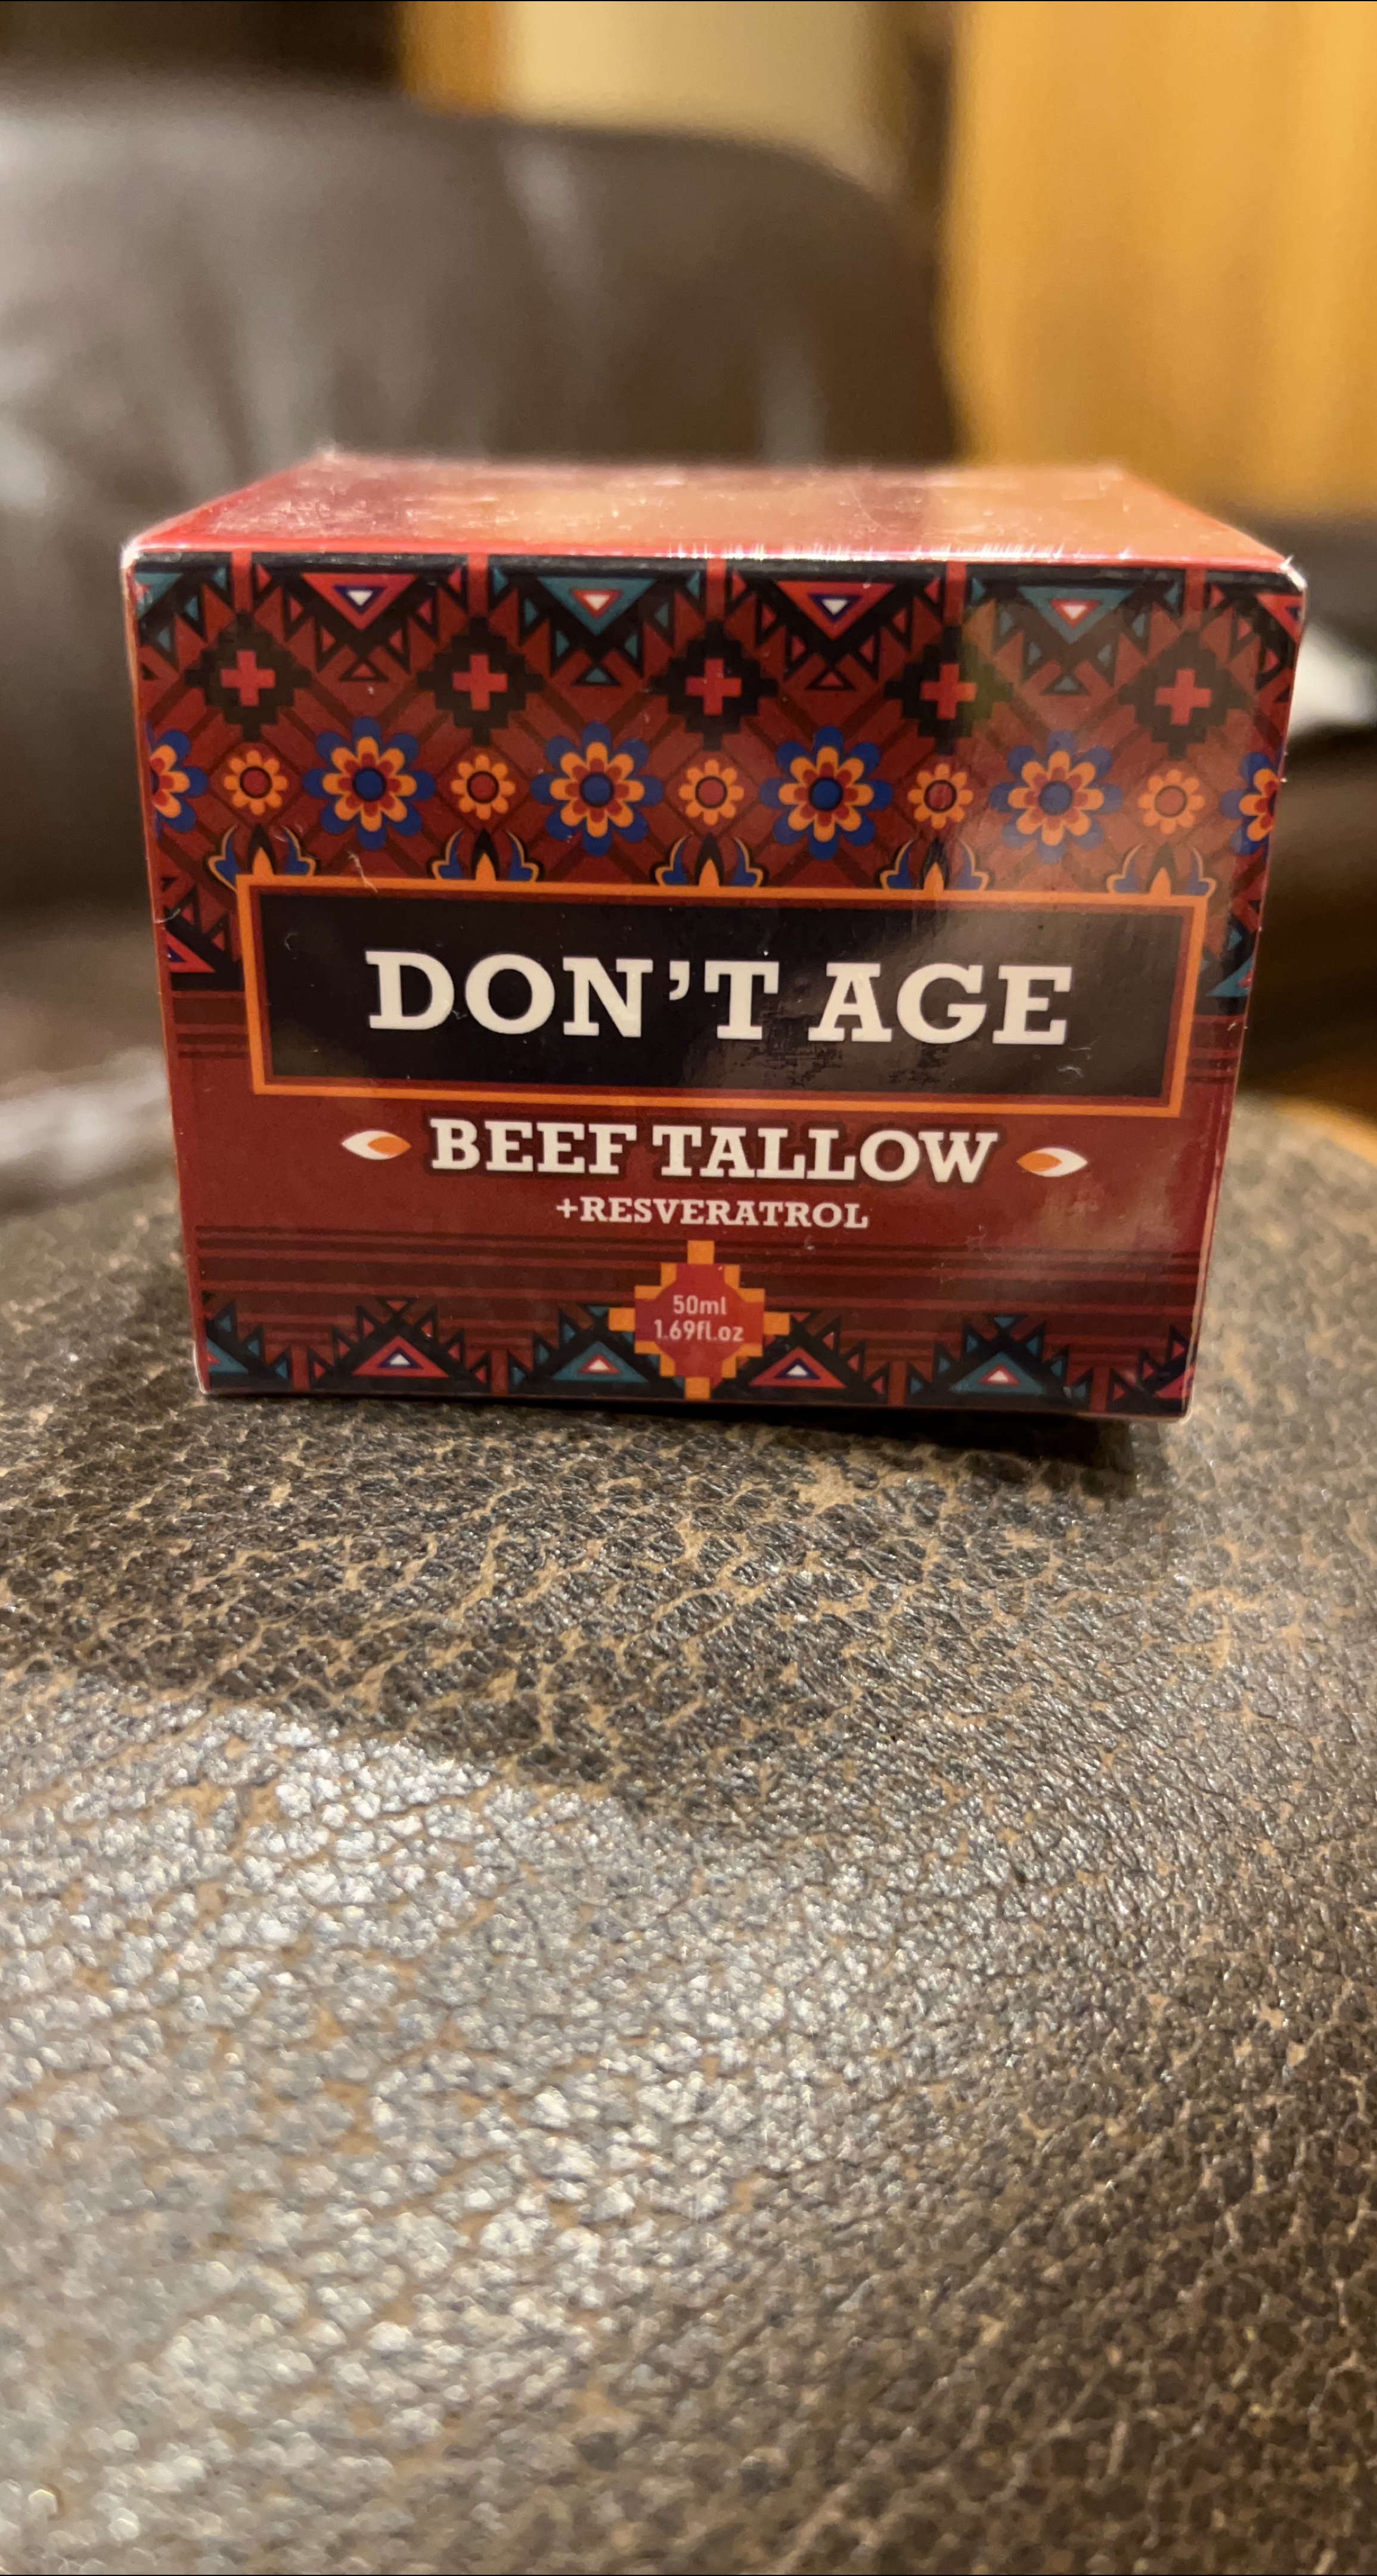 DON'T AGE
BEEF TALLOW
+RESVERATROL
50ml
1.69fl.oz